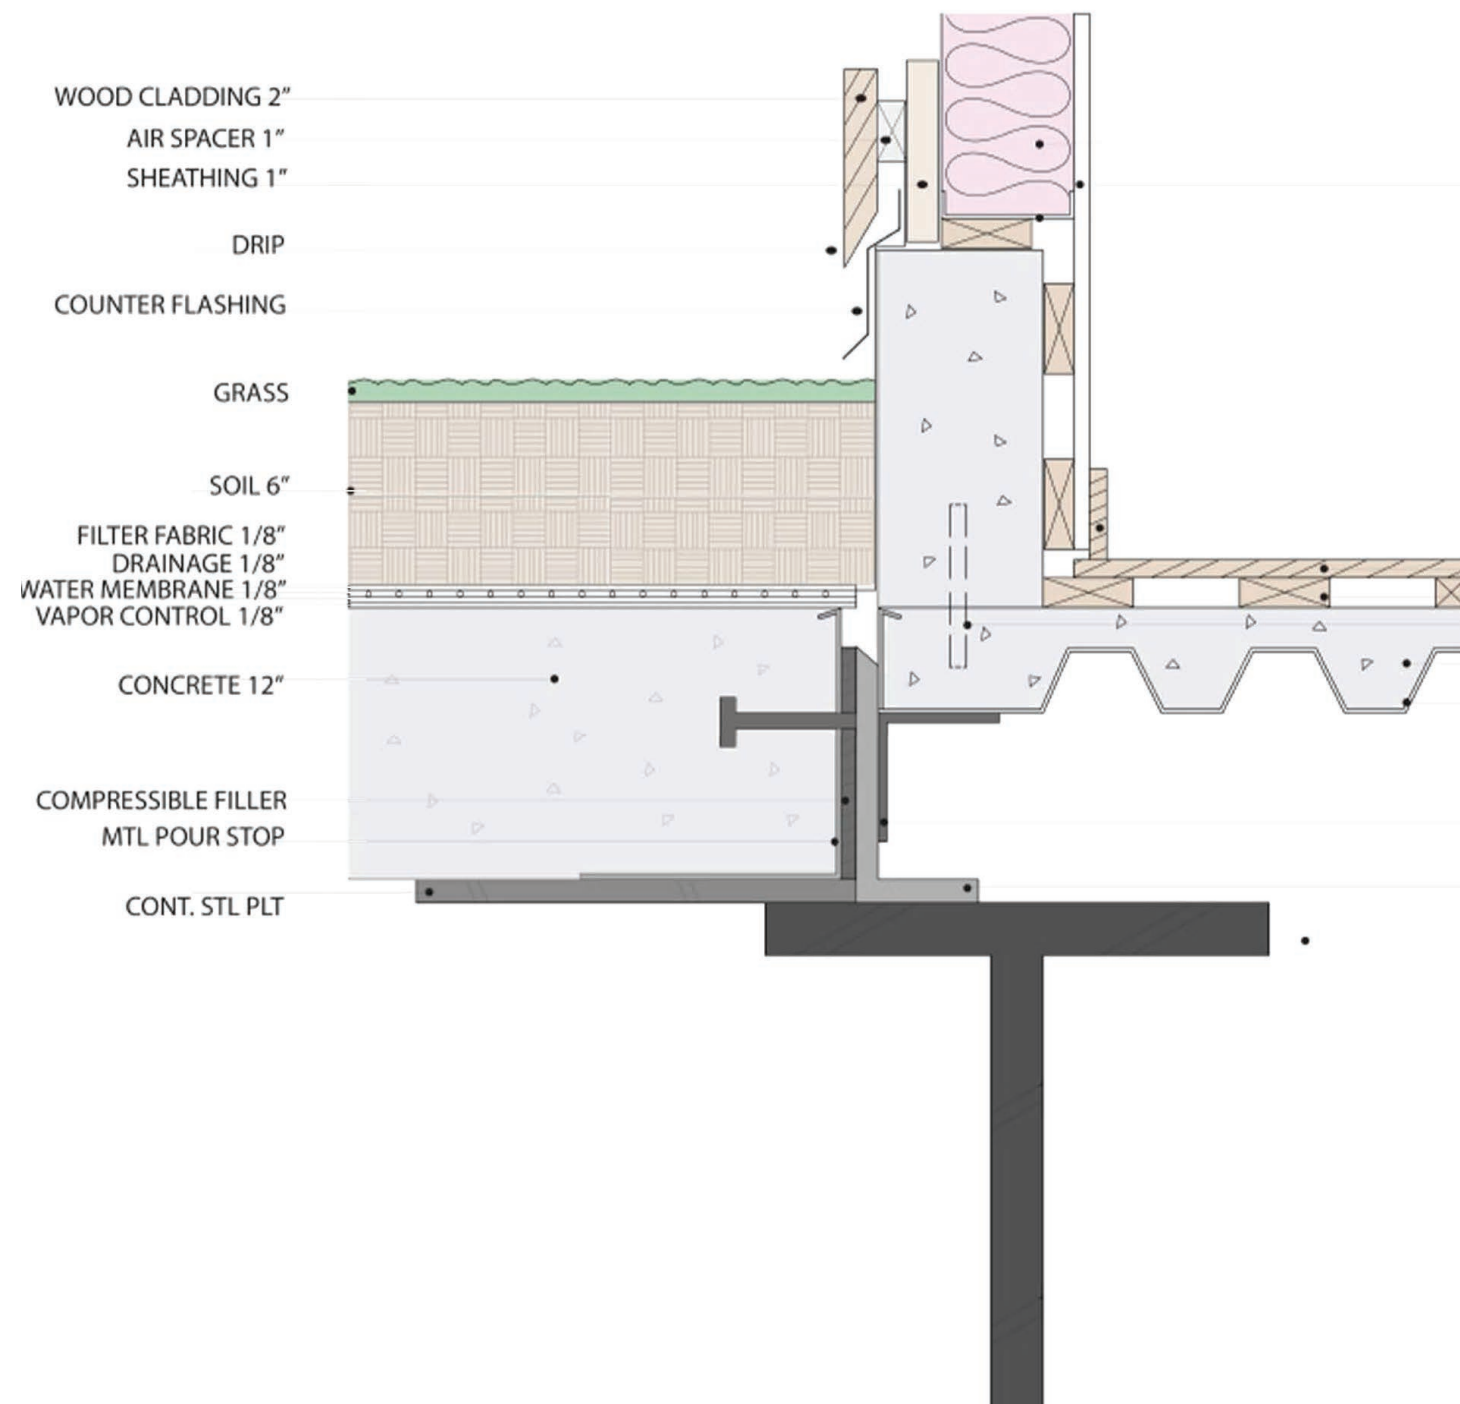 WOOD CLADDING 2”
AIR SPACER 1”
SHEATHING 1”
DRIP
COUNTER FLASHING
GRASS
SOIL 6”
FILTER FABRIC 1/8”
DRAINAGE 1/8”
WATER MEMBRANE 1/8”
VAPOR CONTROL 1/8”
CONCRETE 12”
COMPRESSIBLE FILLER
MTL POUR STOP
CONT. STL PLT